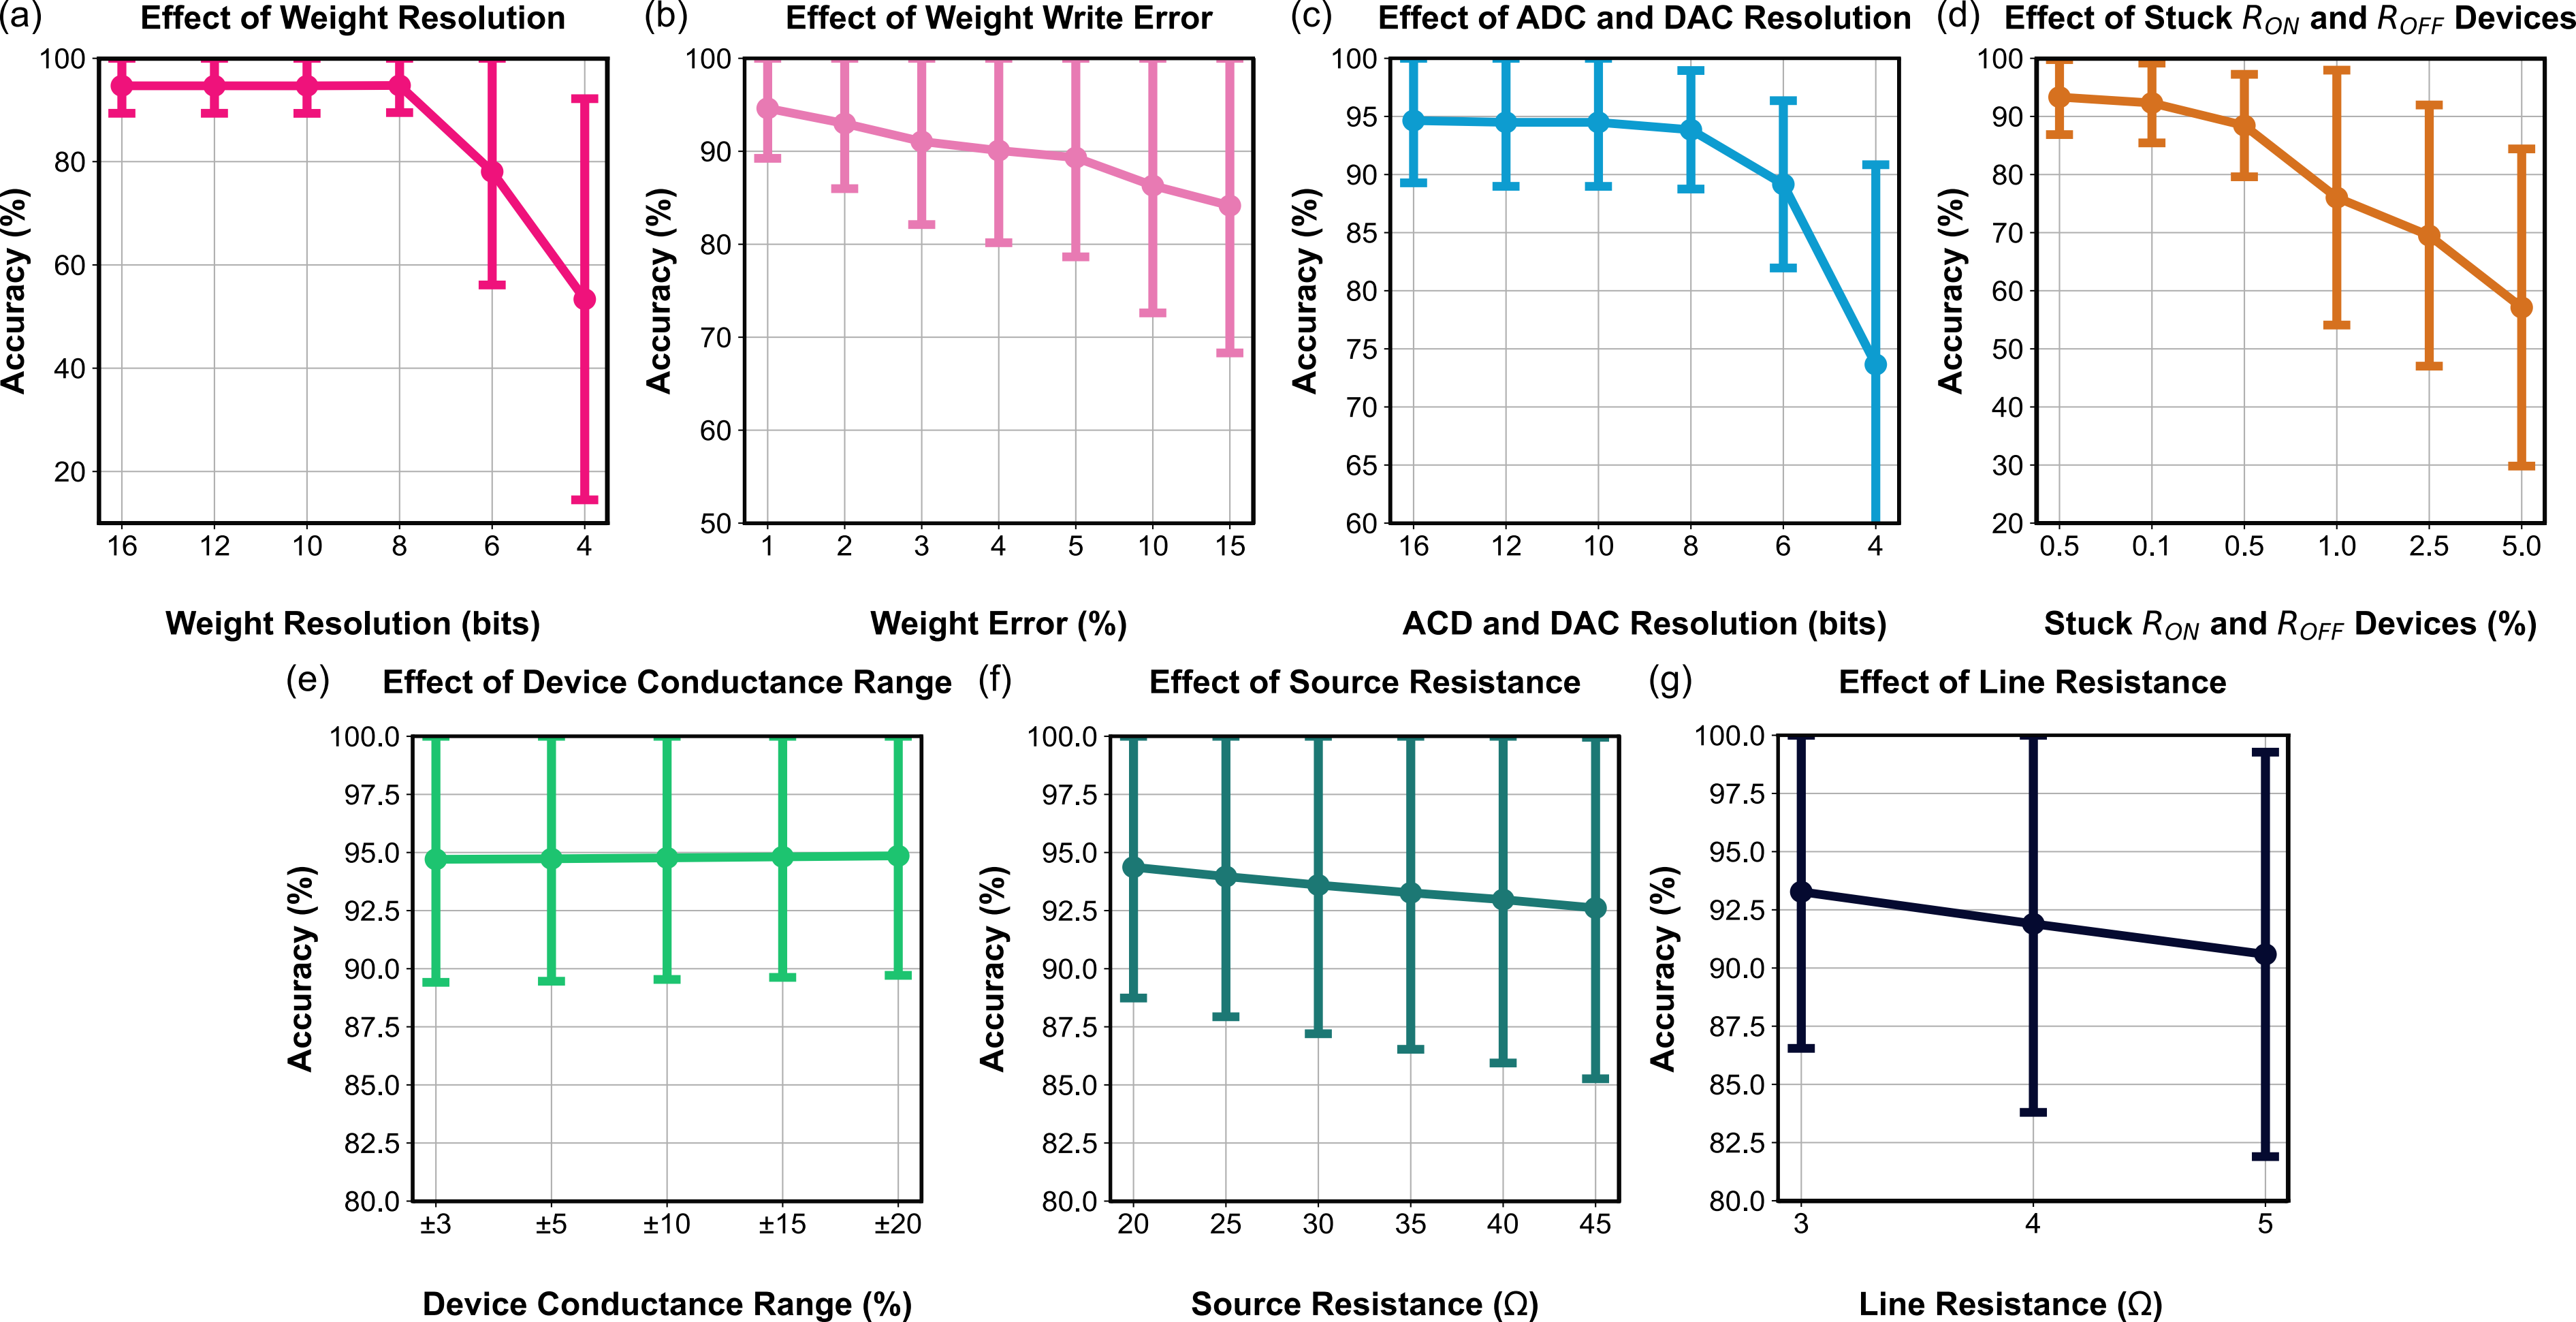 (a) Effect of Weight Resolution
100
80
60
40
20
Accuracy (%)
16 12 10 8 6 4
Weight Resolution (bits)
(b) Effect of Weight Write Error
100
90
80
70
60
50
Accuracy (%)
1 2 3 4 5 10 15
Weight Error (%)
(c) Effect of ADC and DAC Resolution
100
95
90
85
80
75
70
65
60
Accuracy (%)
16 12 10 8 6 4
ACD and DAC Resolution (bits)
(d) Effect of Stuck R_ON and R_OFF Devices
100
90
80
70
60
50
40
30
20
Accuracy (%)
0.5 0.1 0.5 1.0 2.5 5.0
Stuck R_ON and R_OFF Devices (%)
(e) Effect of Device Conductance Range
100.0
97.5
95.0
92.5
90.0
87.5
85.0
82.5
80.0
Accuracy (%)
±3 ±5 ±10 ±15 ±20
Device Conductance Range (%)
(f) Effect of Source Resistance
100.0
97.5
95.0
92.5
90.0
87.5
85.0
82.5
80.0
Accuracy (%)
20 25 30 35 40 45
Source Resistance (Ω)
(g) Effect of Line Resistance
100.0
97.5
95.0
92.5
90.0
87.5
85.0
82.5
80.0
Accuracy (%)
3 4 5
Line Resistance (Ω)